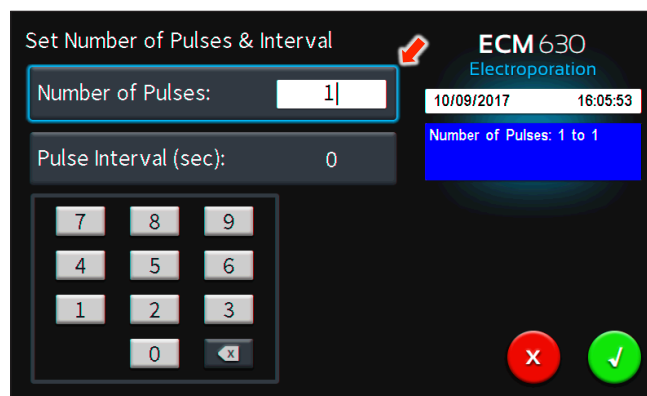 Set Number of Pulses & Interval
Number of Pulses: 1
Pulse Interval (sec): 0
7 8 9
4 5 6
1 2 3
0 x
ECM 630
Electroporation
10/09/2017 16:05:53
Number of Pulses: 1 to 1
X